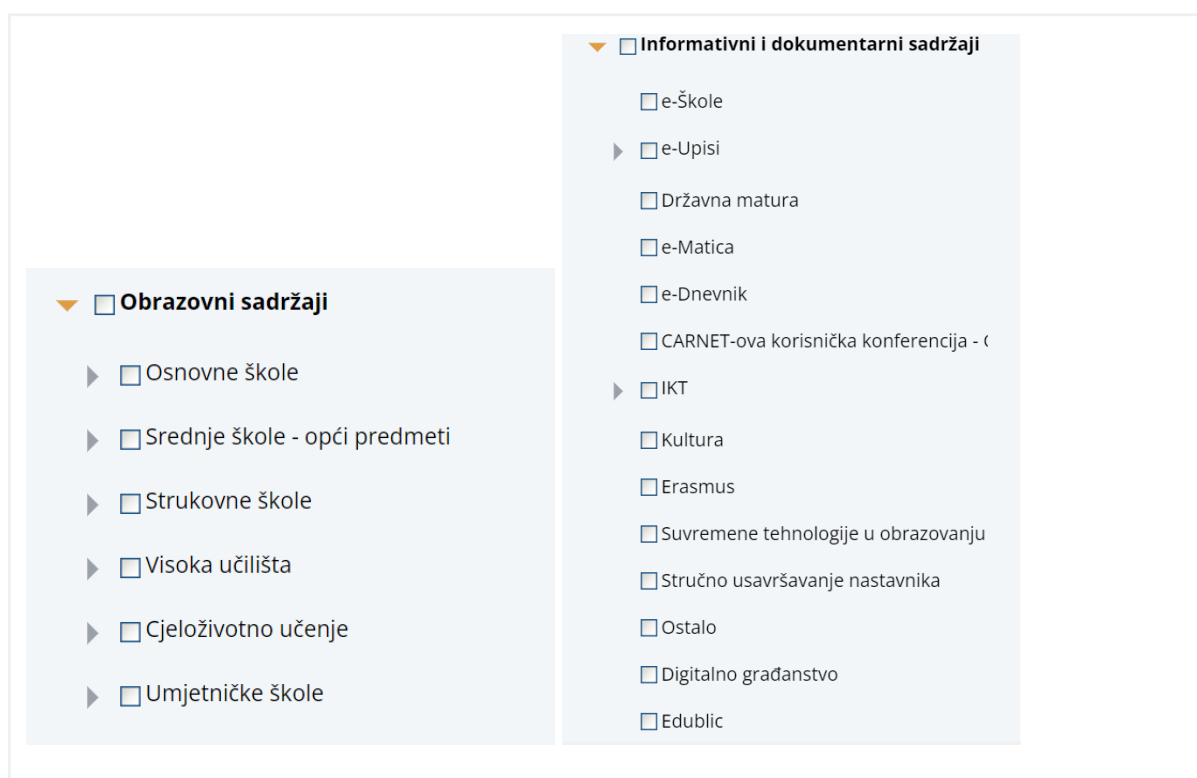 Obrazovni sadržaji
Osnovne škole
Srednje škole - opći predmeti
Strukovne škole
Visoka učilišta
Cjeloživotno učenje
Umjetničke škole
Informativni i dokumentarni sadržaji
e-Škole
e-Upisi
Državna matura
e-Matica
e-Dnevnik
CARNET-ova korisnička konferencija -
IKT
Kultura
Erasmus
Suvremene tehnologije u obrazovanju
Stručno usavršavanje nastavnika
Ostalo
Digitalno građanstvo
Edublic